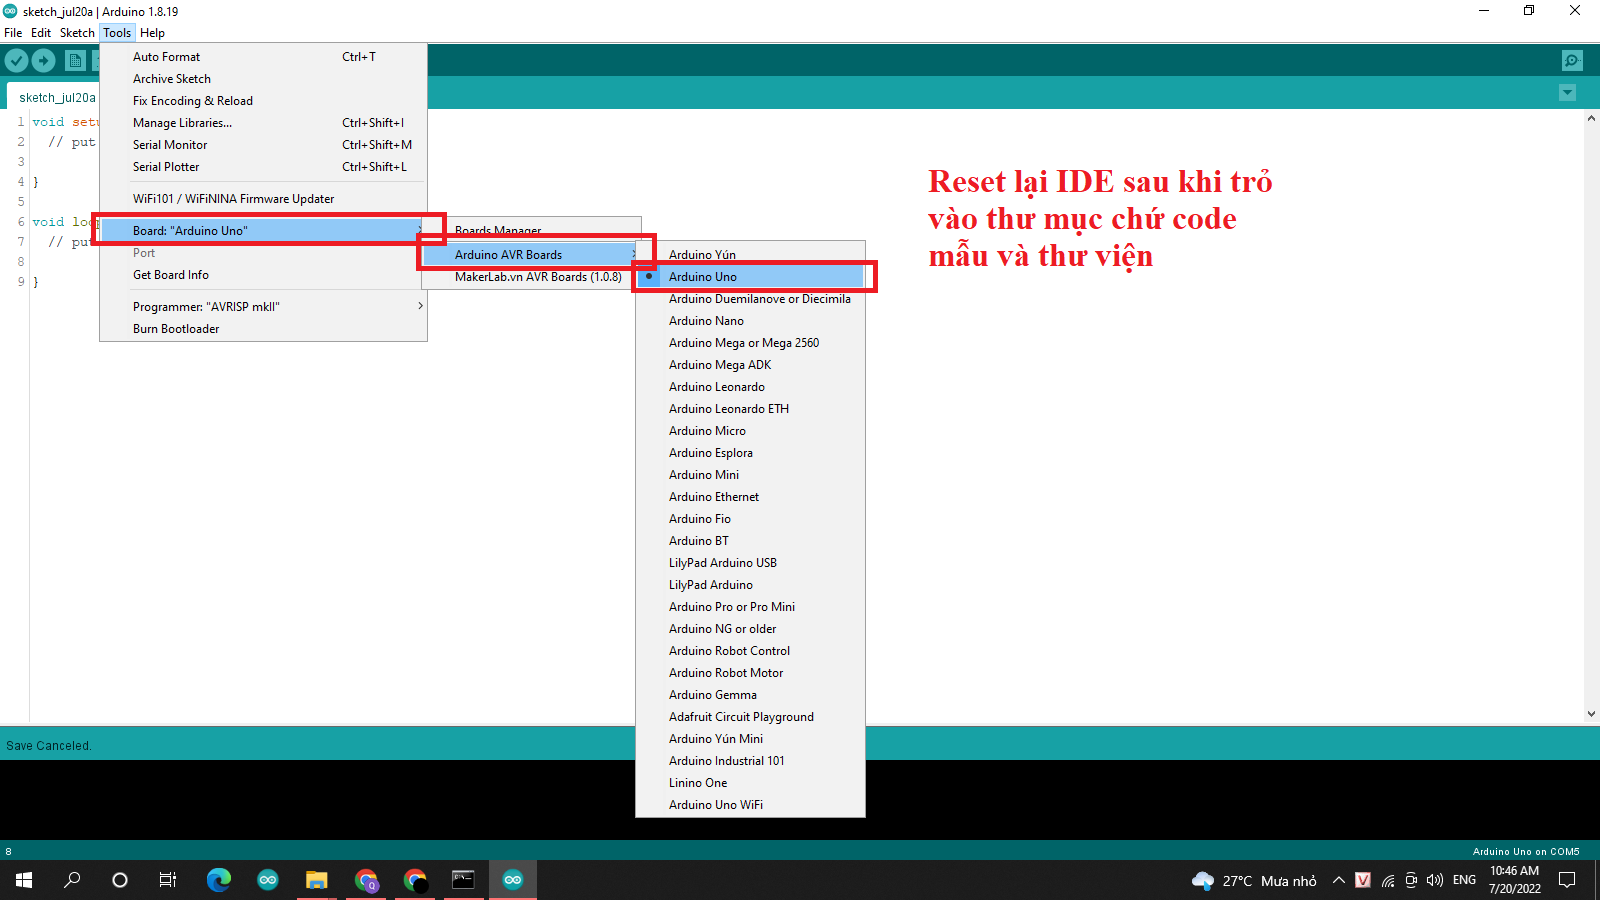 sketch_jul20a | Arduino 1.8.19
File Edit Sketch Tools Help
sketch_jul20a
1 void setu
2 // put
3
4 }
5
6 void loop
7 // put
8
9 }
Auto Format Ctrl+T
Archive Sketch
Fix Encoding & Reload
Manage Libraries... Ctrl+Shift+I
Serial Monitor Ctrl+Shift+M
Serial Plotter Ctrl+Shift+L
WiFi101 / WiFiNINA Firmware Updater
Board: "Arduino Uno"
Port
Get Board Info
Programmer: "AVRISP mkII"
Burn Bootloader
Boards Manager
Arduino AVR Boards
MakerLab.vn AVR Boards (1.0.8)
Arduino Yún
Arduino Uno
Arduino Duemilanove or Diecimila
Arduino Nano
Arduino Mega or Mega 2560
Arduino Mega ADK
Arduino Leonardo
Arduino Leonardo ETH
Arduino Micro
Arduino Esplora
Arduino Mini
Arduino Ethernet
Arduino Fio
Arduino BT
LilyPad Arduino USB
LilyPad Arduino
Arduino Pro or Pro Mini
Arduino NG or older
Arduino Robot Control
Arduino Robot Motor
Arduino Gemma
Adafruit Circuit Playground
Arduino Yún Mini
Arduino Industrial 101
Linino One
Arduino Uno WiFi
Reset lại IDE sau khi trỏ
vào thư mục chứ code
mẫu và thư viện
Save Canceled.
8 Arduino Uno on COM5
27°C Mưa nhỏ
ENG
10:46 AM
7/20/2022